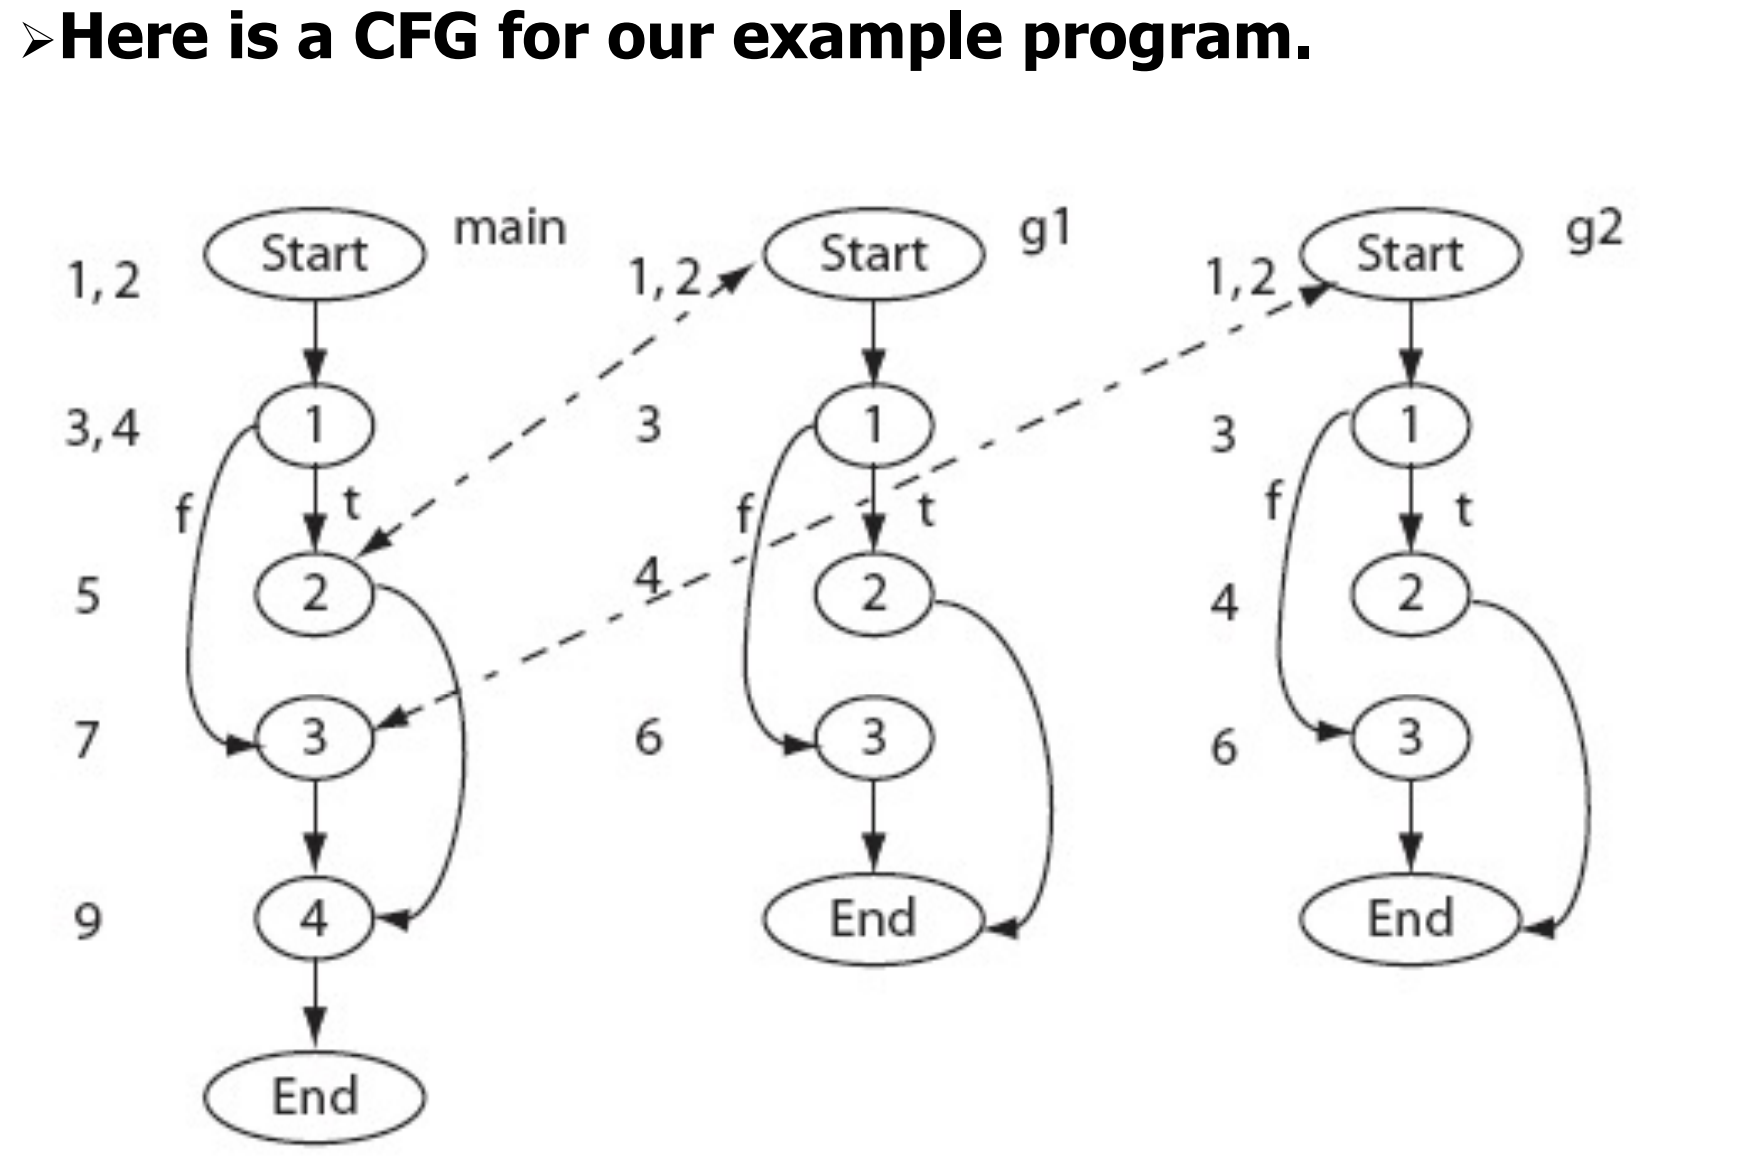 ➢Here is a CFG for our example program.
Start main Start g1 Start g2
1, 2 1, 2 1, 2
3, 4 1 3 1 3 1
f t f t f t
5 2 4 2 4 2
7 3 6 3 6 3
9 4 End End
End